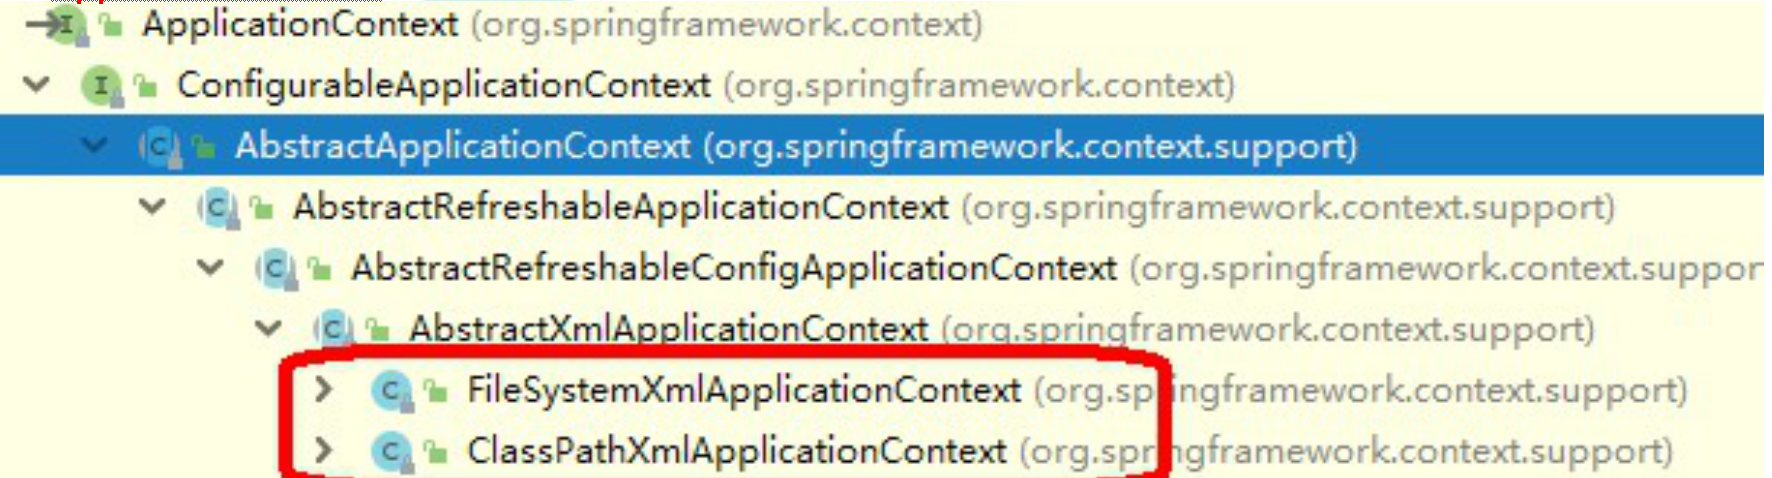 ApplicationContext (org.springframework.context)
ConfigurableApplicationContext (org.springframework.context)
AbstractApplicationContext (org.springframework.context.support)
AbstractRefreshableApplicationContext (org.springframework.context.support)
AbstractRefreshableConfigApplicationContext (org.springframework.context.suppor
AbstractXmlApplicationContext (org.springframework.context.support)
FileSystemXmlApplicationContext (org.springframework.context.support)
ClassPathXmlApplicationContext (org.springframework.context.support)